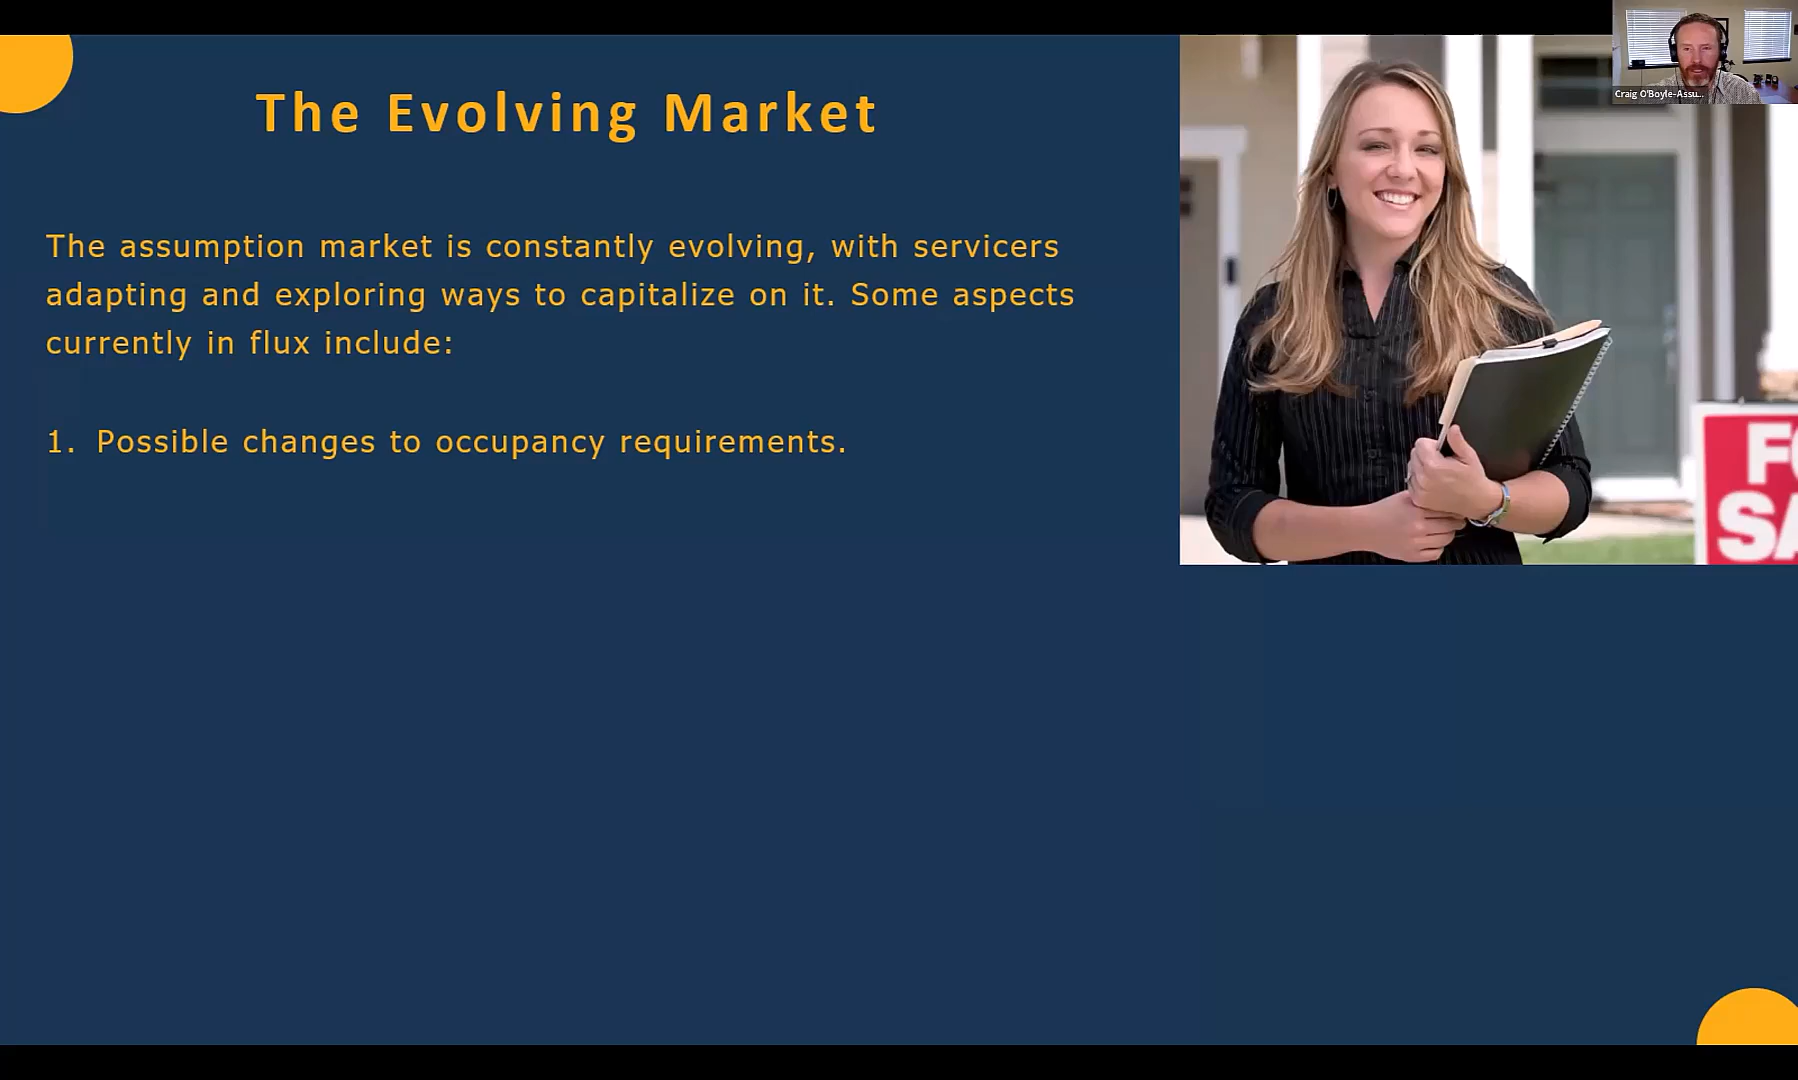 The Evolving Market
The assumption market is constantly evolving, with servicers
adapting and exploring ways to capitalize on it. Some aspects
currently in flux include:
1. Possible changes to occupancy requirements.
Craig O'Boyle-Assu...
FO
SA